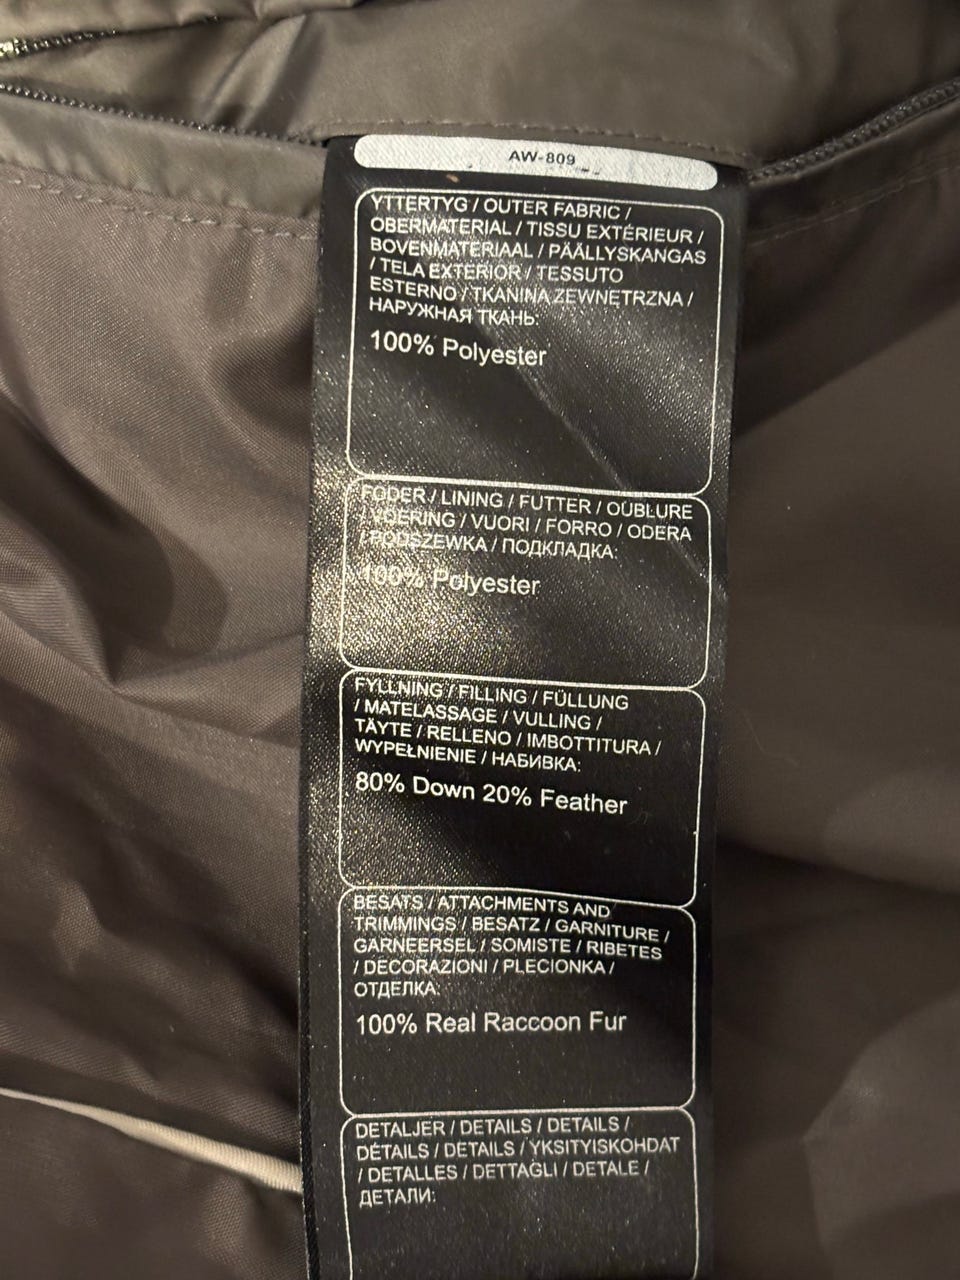 AW-809
YTTERTYG / OUTER FABRIC /
OBERMATERIAL / TISSU EXTÉRIEUR /
BOVENMATERIAAL / PÄÄLLYSKANGAS
/ TELA EXTERIOR / TESSUTO
ESTERNO / TKANINA ZEWNĘTRZNA /
НАРУЖНАЯ ТКАНЬ:
100% Polyester
FODER / LINING / FUTTER / OUBLURE
/ VOERING / VUORI / FORRO / ODERA
/ PODSZEWKA / ПОДКЛАДКА:
100% Polyester
FYLLNING / FILLING / FÜLLUNG
/ MATELASSAGE / VULLING /
TÄYTE / RELLENO / IMBOTTITURA /
WYPEŁNIENIE / НАБИВКА:
80% Down 20% Feather
BESATS / ATTACHMENTS AND
TRIMMINGS / BESATZ / GARNITURE /
GARNEERSEL / SOMISTE / RIBETES
/ DECORAZIONI / PLECIONKA /
ОТДЕЛКА:
100% Real Raccoon Fur
DETALJER / DETAILS / DETAILS /
DÉTAILS / DETAILS / YKSITYISKOHDAT
/ DETALLES / DETTAGLI / DETALE /
ДЕТАЛИ: